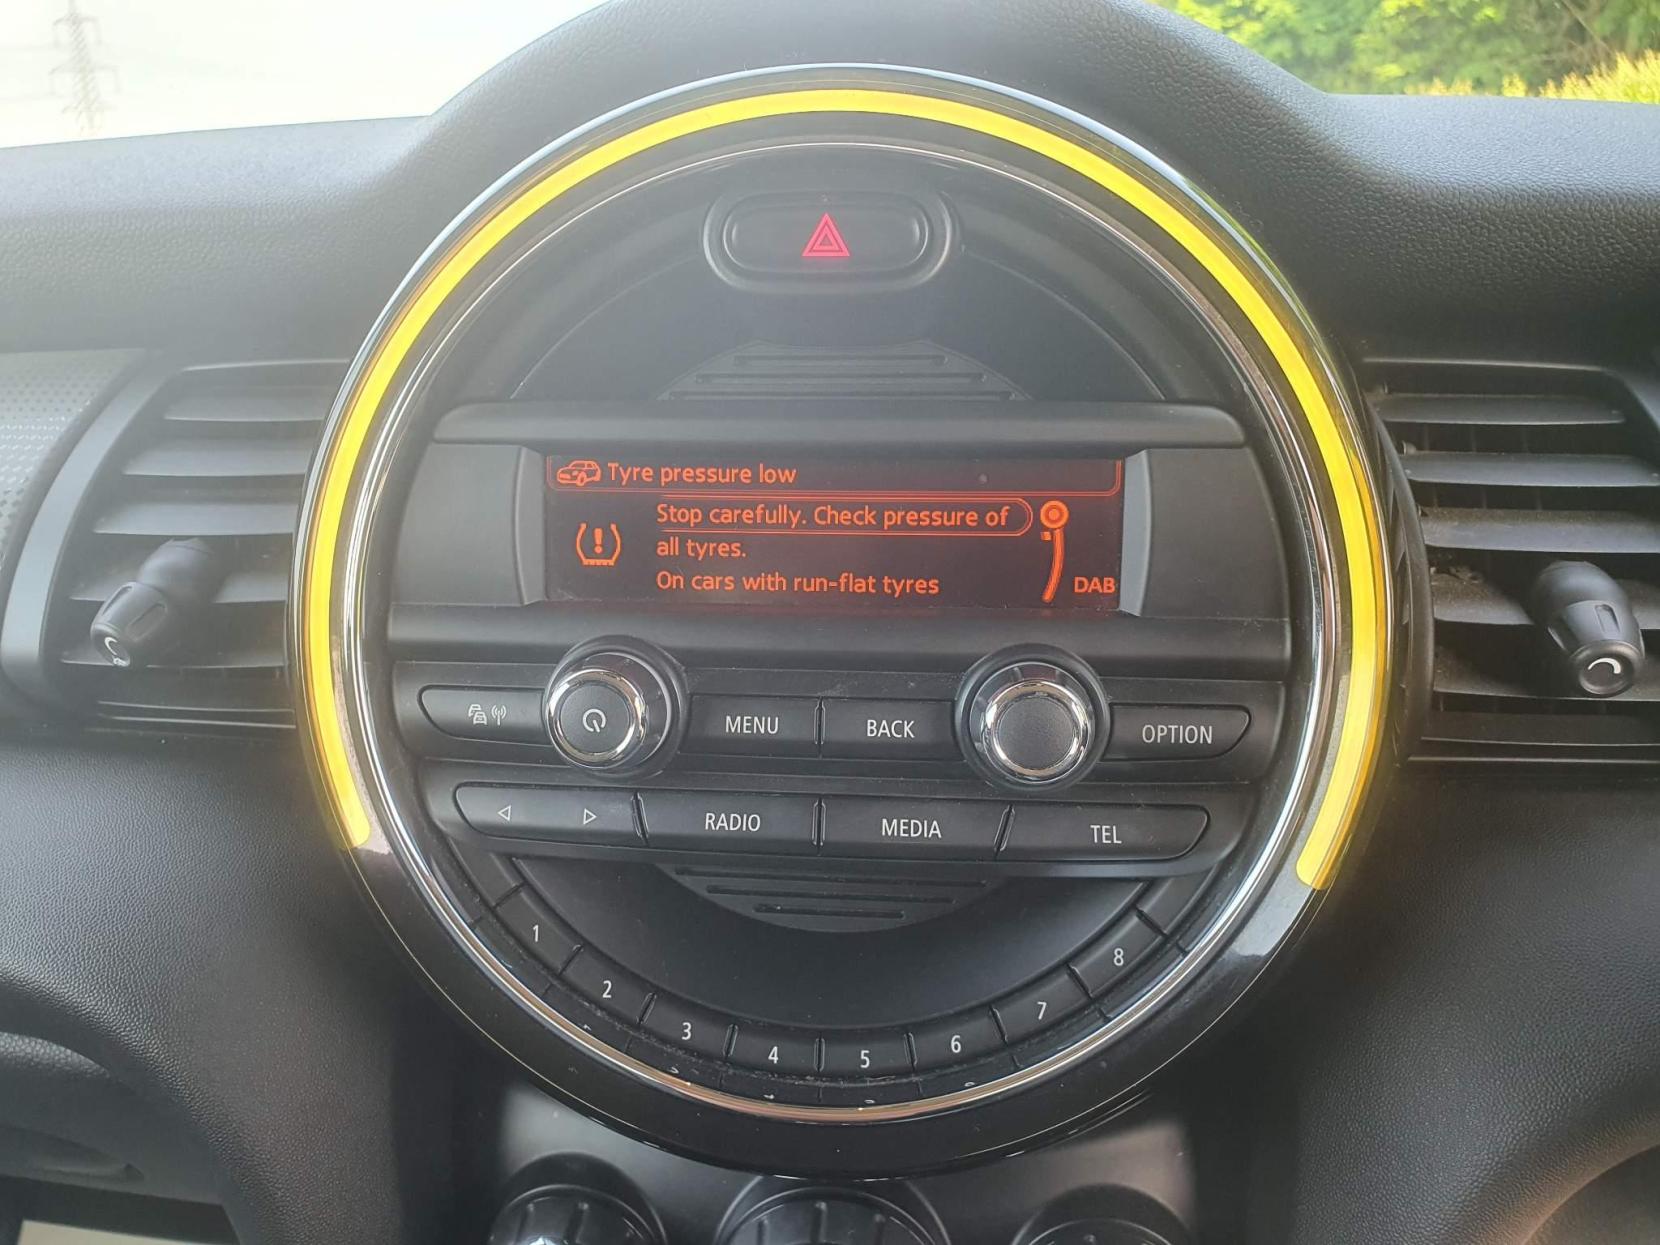 Tyre pressure low
Stop carefully. Check pressure of
all tyres.
On cars with run-flat tyres
DAB
MENU
BACK
OPTION
RADIO
MEDIA
TEL
1
2
3
4
5
6
7
8